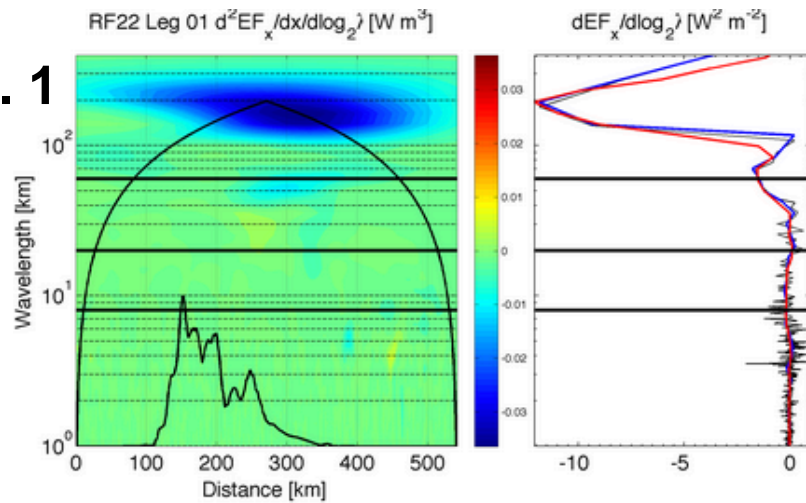 RF22 Leg 01 d²EFₓ/dx/dlog₂λ [W m³]
dEFₓ/dlog₂λ [W² m⁻²]
. 1
Wavelength [km]
10²
10¹
10⁰
0 100 200 300 400 500
Distance [km]
0.03
0.02
0.01
0
-0.01
-0.02
-0.03
-10 -5 0